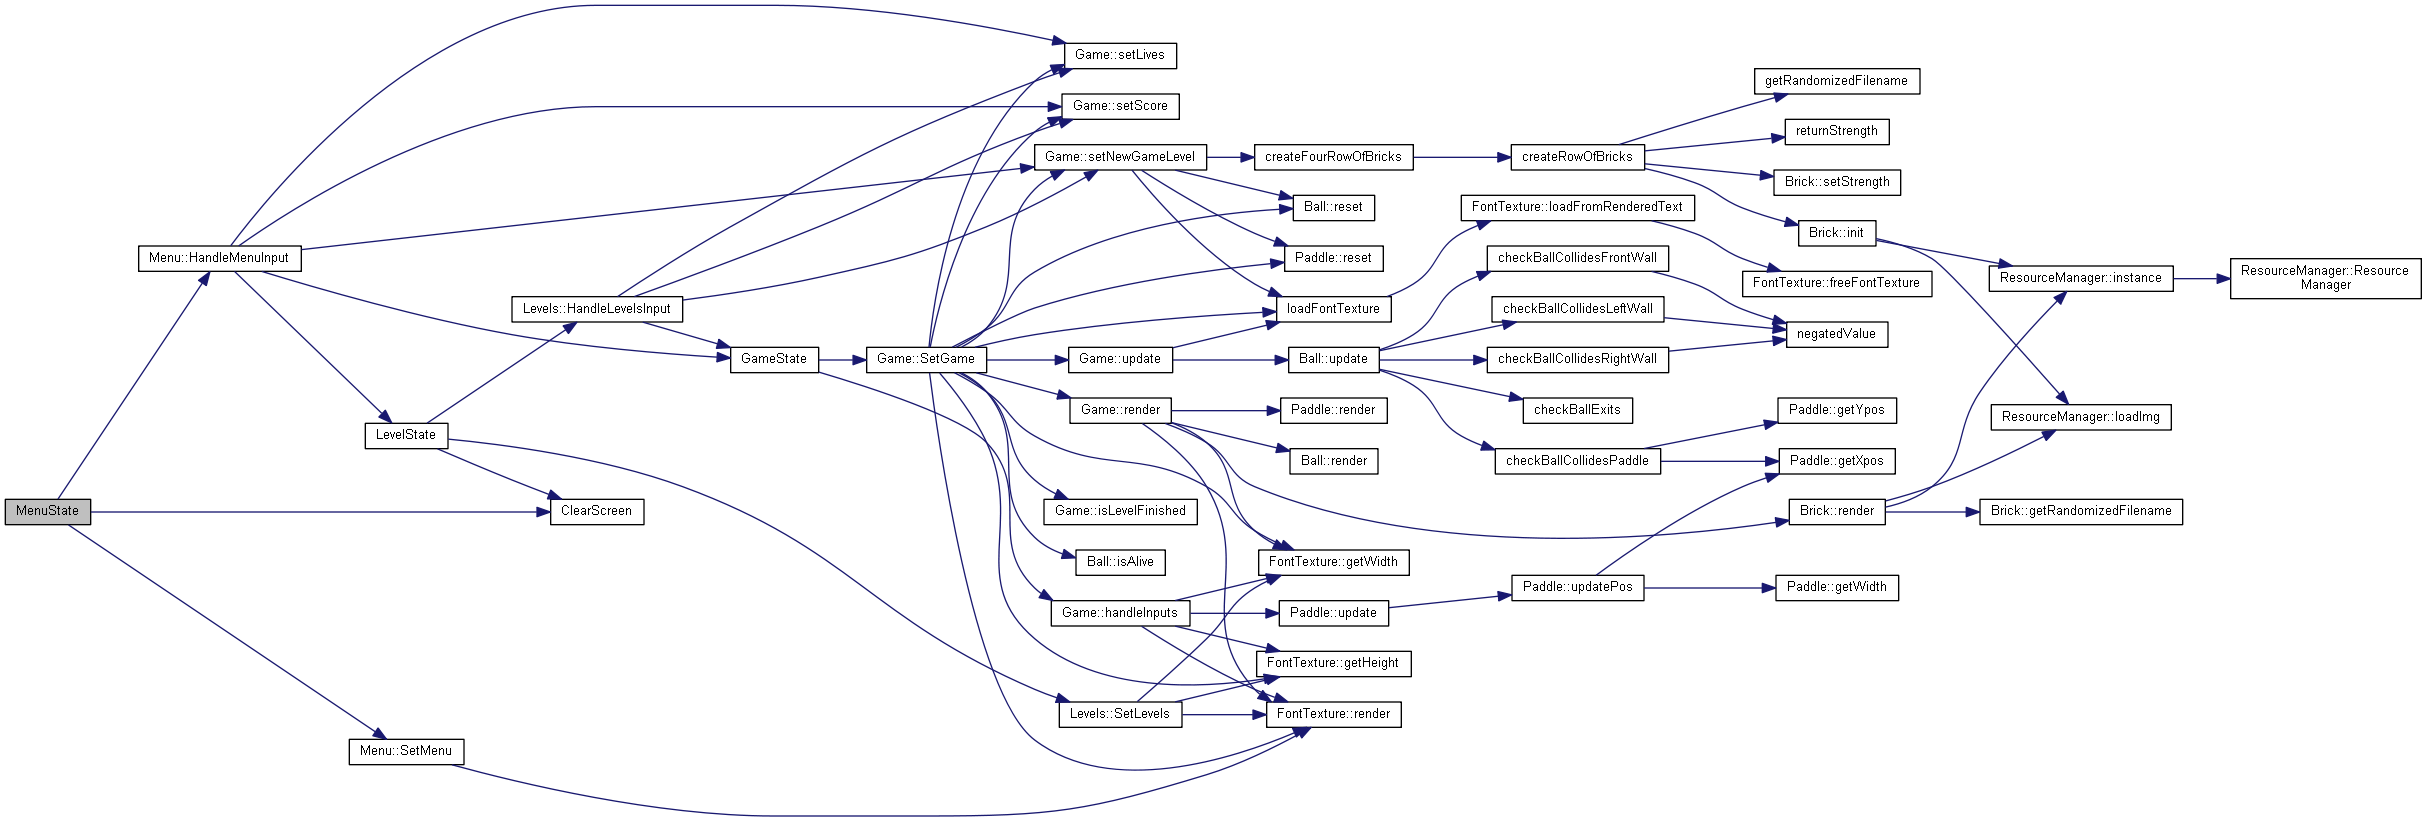 Game::setLives
getRandomizedFilename
Game::setScore
returnStrength
Game::setNewGameLevel
createFourRowOfBricks
createRowOfBricks
Brick::setStrength
Ball::reset
FontTexture::loadFromRenderedText
Brick::init
Menu::HandleMenuInput
Paddle::reset
checkBallCollidesFrontWall
FontTexture::freeFontTexture
ResourceManager::instance
ResourceManager::Resource
Manager
Levels::HandleLevelsInput
loadFontTexture
checkBallCollidesLeftWall
negatedValue
GameState
Game::SetGame
Game::update
Ball::update
checkBallCollidesRightWall
Game::render
Paddle::render
checkBallExits
Paddle::getYpos
ResourceManager::loadImg
LevelState
Ball::render
checkBallCollidesPaddle
Paddle::getXpos
MenuState
ClearScreen
Game::isLevelFinished
Brick::render
Brick::getRandomizedFilename
Ball::isAlive
FontTexture::getWidth
Game::handleInputs
Paddle::update
Paddle::updatePos
Paddle::getWidth
FontTexture::getHeight
Levels::SetLevels
FontTexture::render
Menu::SetMenu